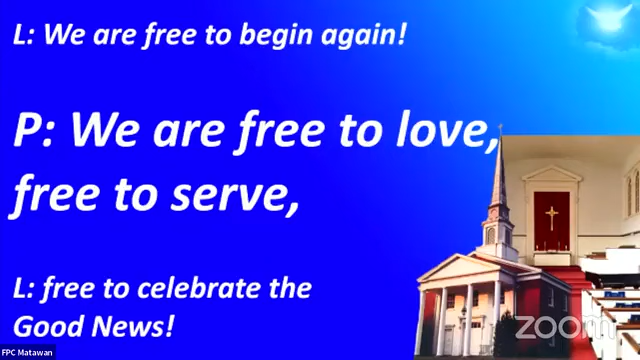 L: We are free to begin again!
P: We are free to love,
free to serve,
L: free to celebrate the
Good News!
zoom
FPC Matawan